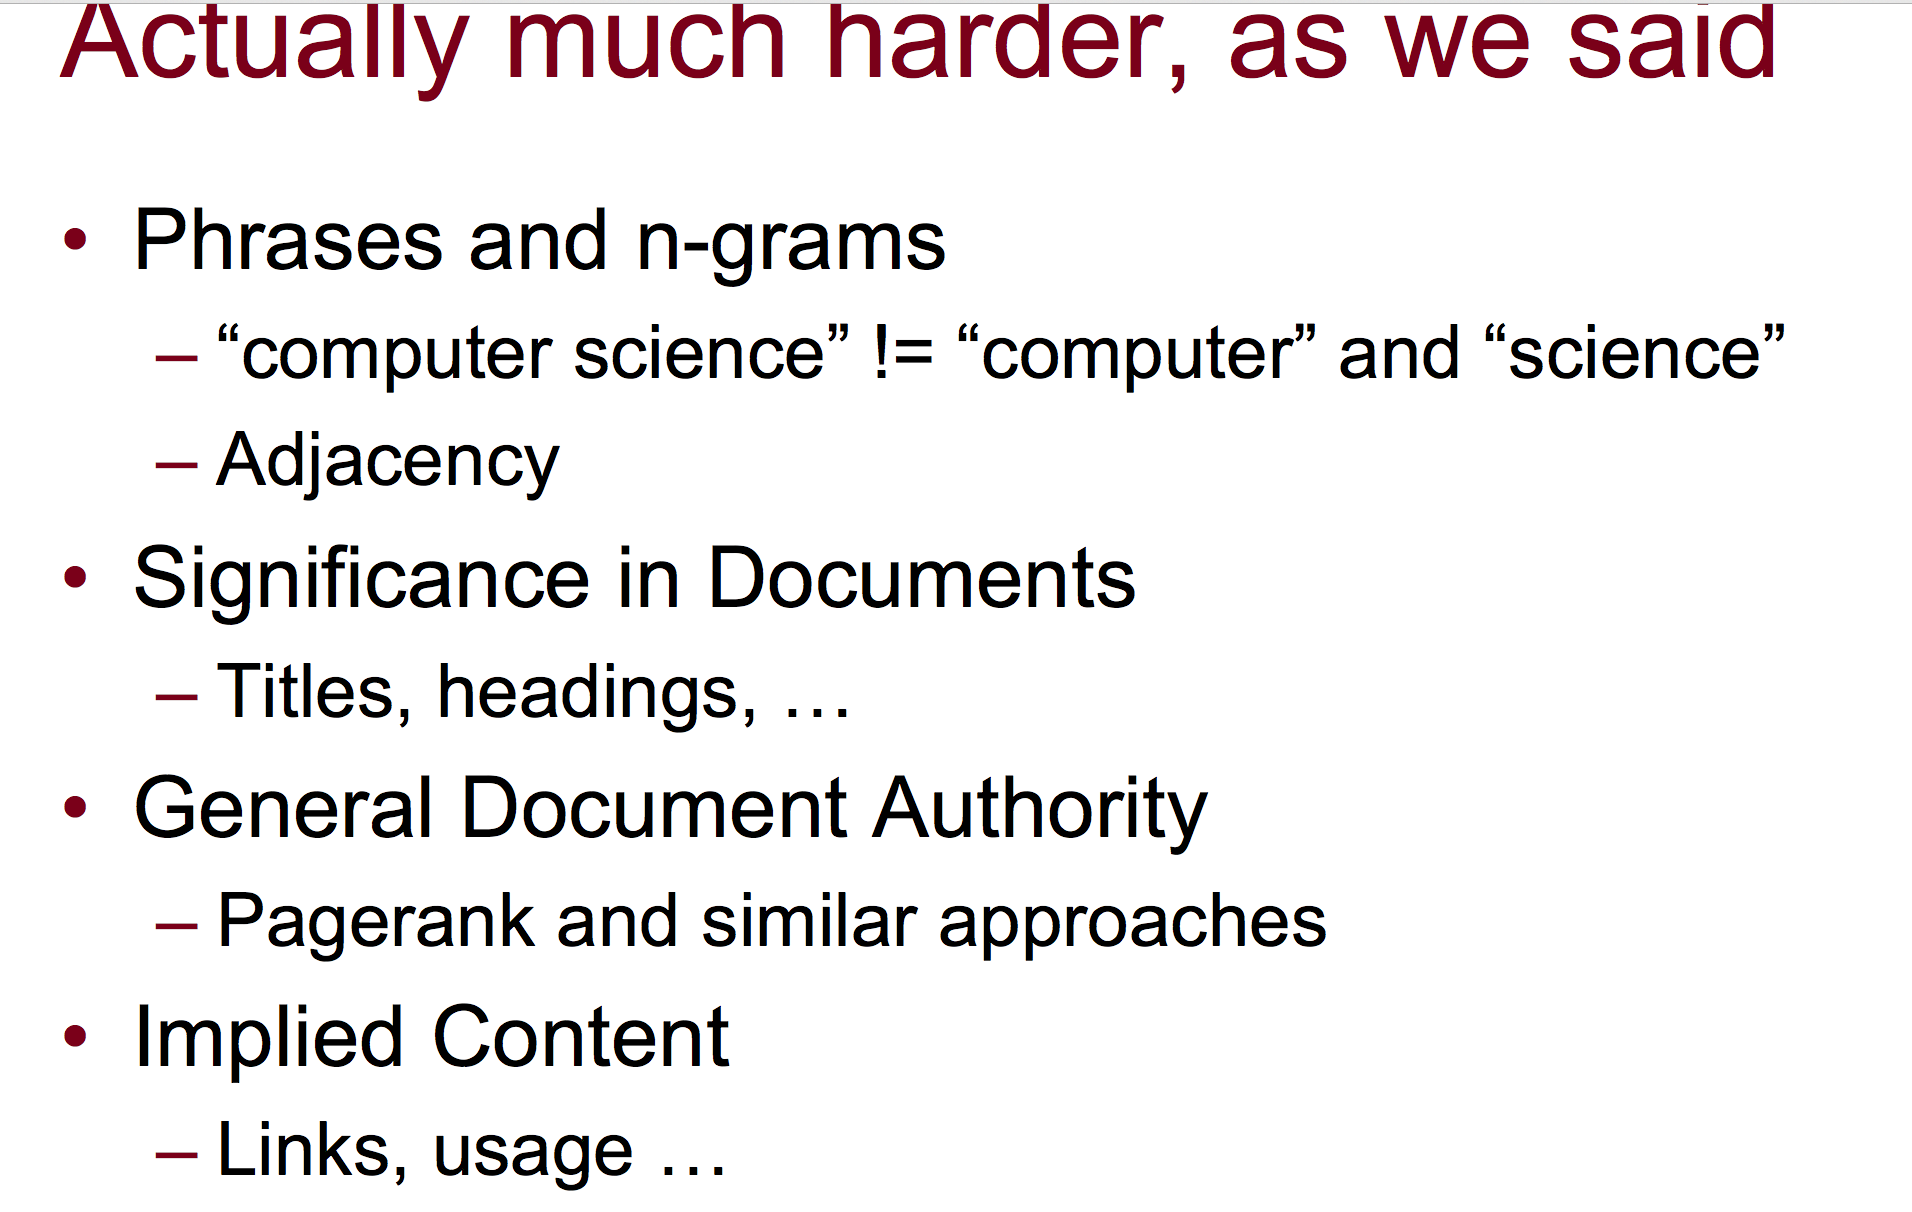 Actually much harder, as we said
• Phrases and n-grams
– “computer science” != “computer” and “science”
– Adjacency
• Significance in Documents
– Titles, headings, …
• General Document Authority
– Pagerank and similar approaches
• Implied Content
– Links, usage …